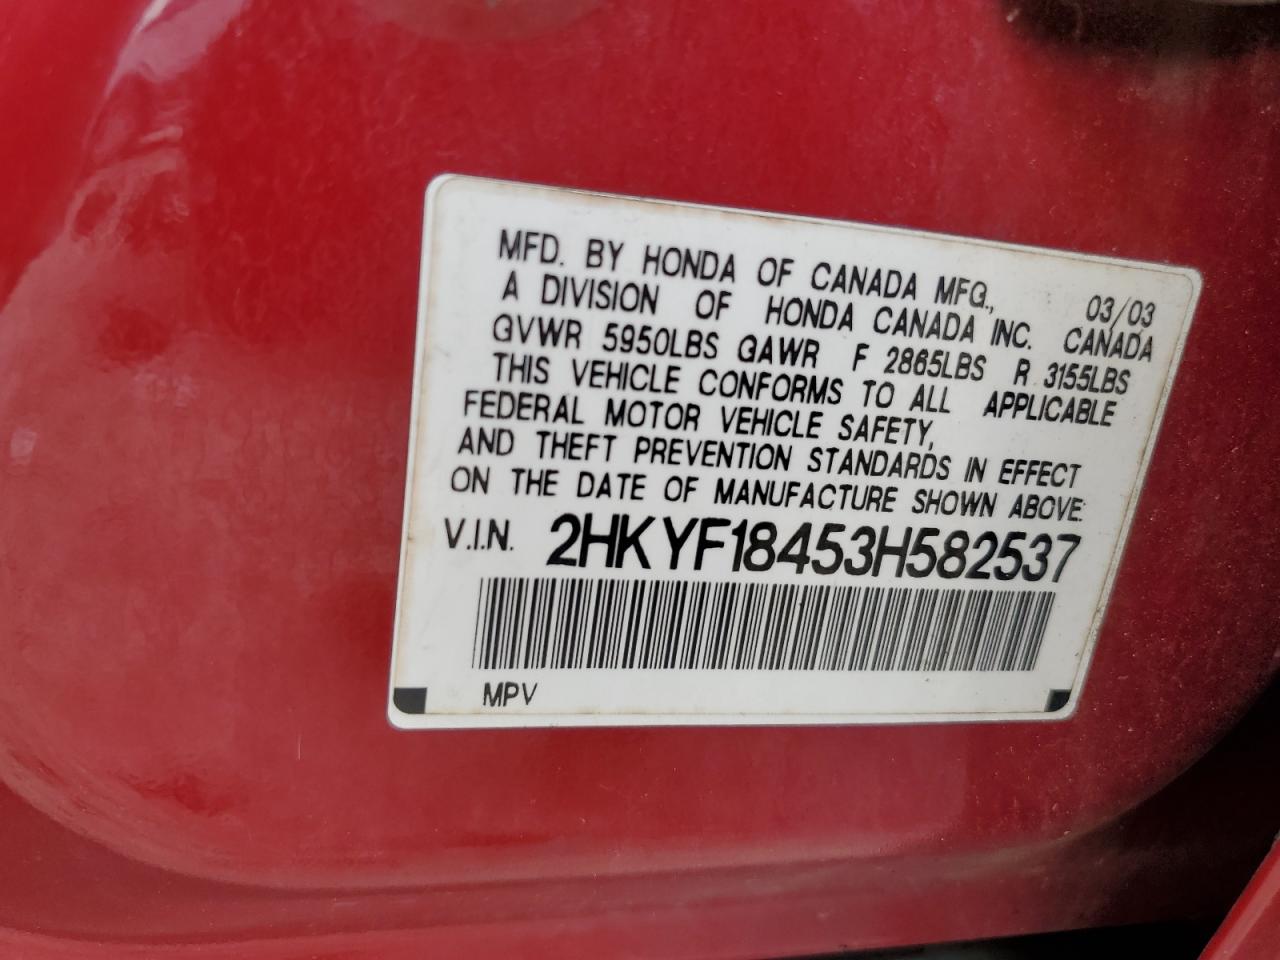 MFD. BY HONDA OF CANADA MFG., 03/03
A DIVISION OF HONDA CANADA INC. CANADA
GVWR 5950LBS GAWR F 2865LBS R 3155LBS
THIS VEHICLE CONFORMS TO ALL APPLICABLE
FEDERAL MOTOR VEHICLE SAFETY,
AND THEFT PREVENTION STANDARDS IN EFFECT
ON THE DATE OF MANUFACTURE SHOWN ABOVE:
V.I.N. 2HKYF18453H582537
MPV